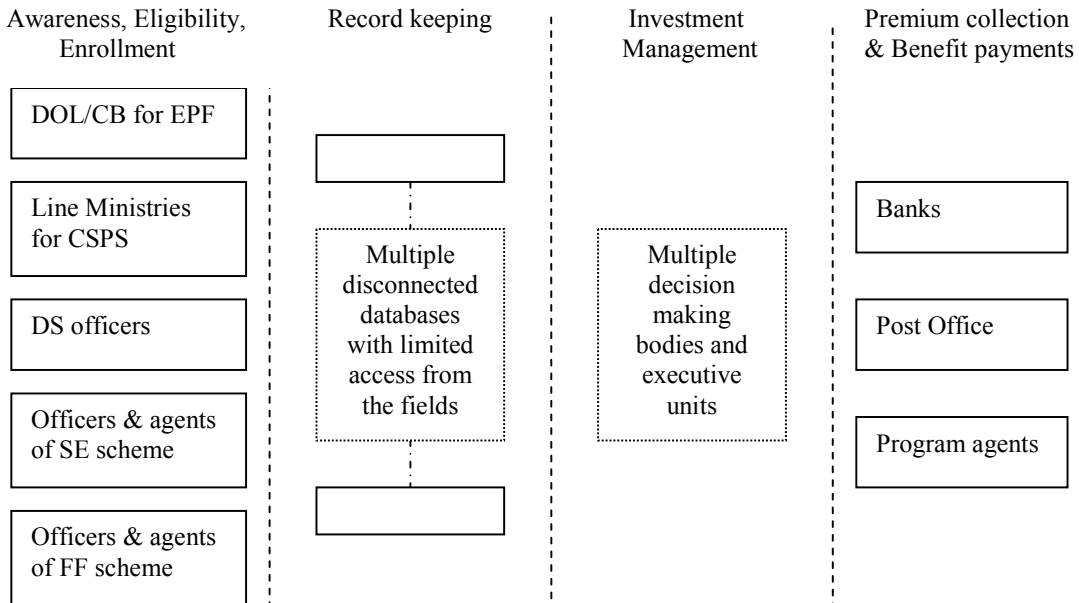 Awareness, Eligibility,
Enrollment
DOL/CB for EPF
Line Ministries
for CSPS
DS officers
Officers & agents
of SE scheme
Officers & agents
of FF scheme
Record keeping
Multiple
disconnected
databases
with limited
access from
the fields
Investment
Management
Multiple
decision
making
bodies and
executive
units
Premium collection
& Benefit payments
Banks
Post Office
Program agents